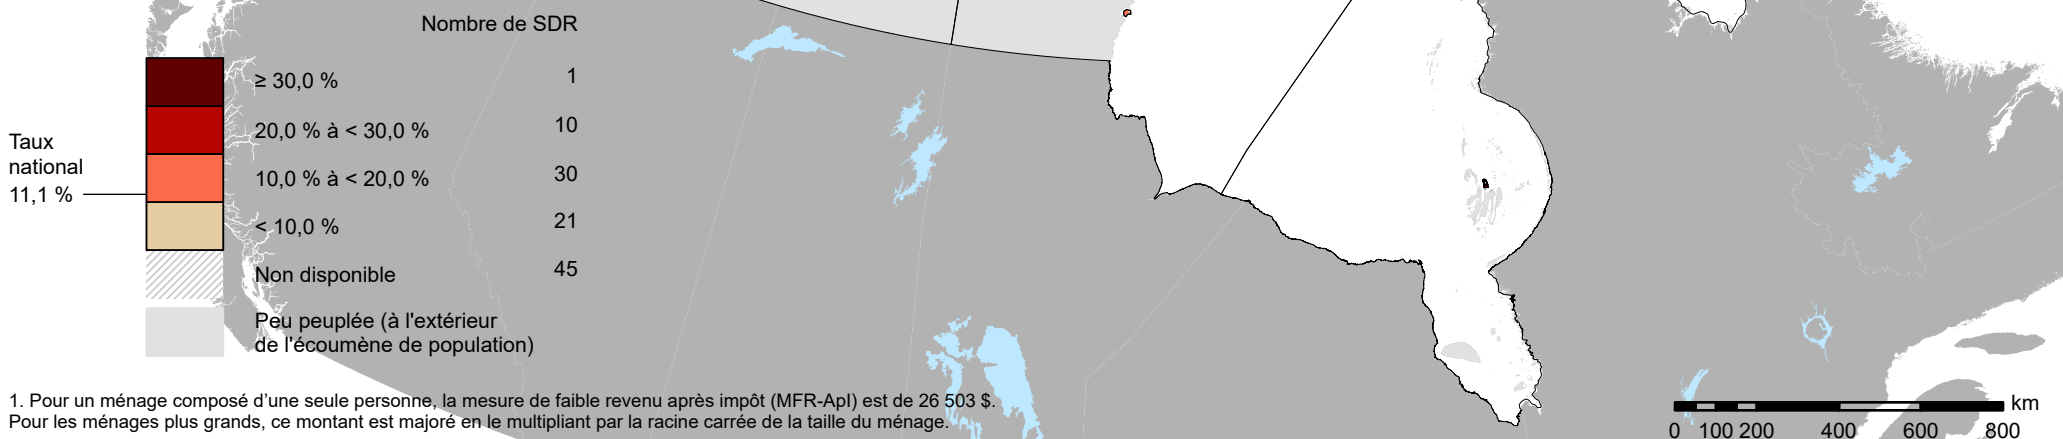 Nombre de SDR
≥ 30,0 % 1
20,0 % à < 30,0 % 10
10,0 % à < 20,0 % 30
< 10,0 % 21
Non disponible 45
Peu peuplée (à l'extérieur
de l'écoumène de population)
Taux
national
11,1 %
1. Pour un ménage composé d’une seule personne, la mesure de faible revenu après impôt (MFR-ApI) est de 26 503 $.
Pour les ménages plus grands, ce montant est majoré en le multipliant par la racine carrée de la taille du ménage.
km
0 100 200 400 600 800